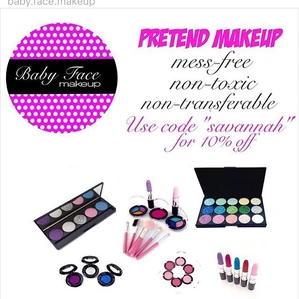 baby.face.makeup
Baby Face
makeup
PRETEND MAKEUP
mess-free
non-toxic
non-transferable
Use code "savannah"
for 10% off